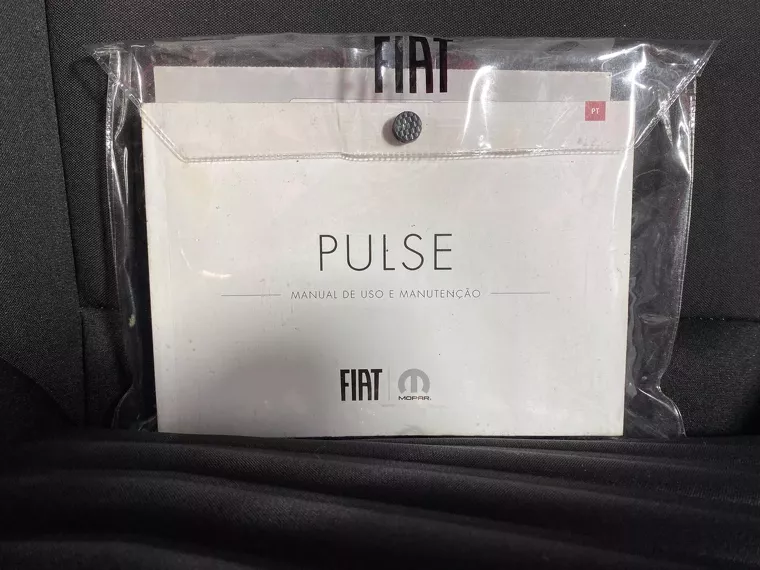 FIAT
PT
PULSE
MANUAL DE USO E MANUTENÇÃO
FIAT
MOPAR.